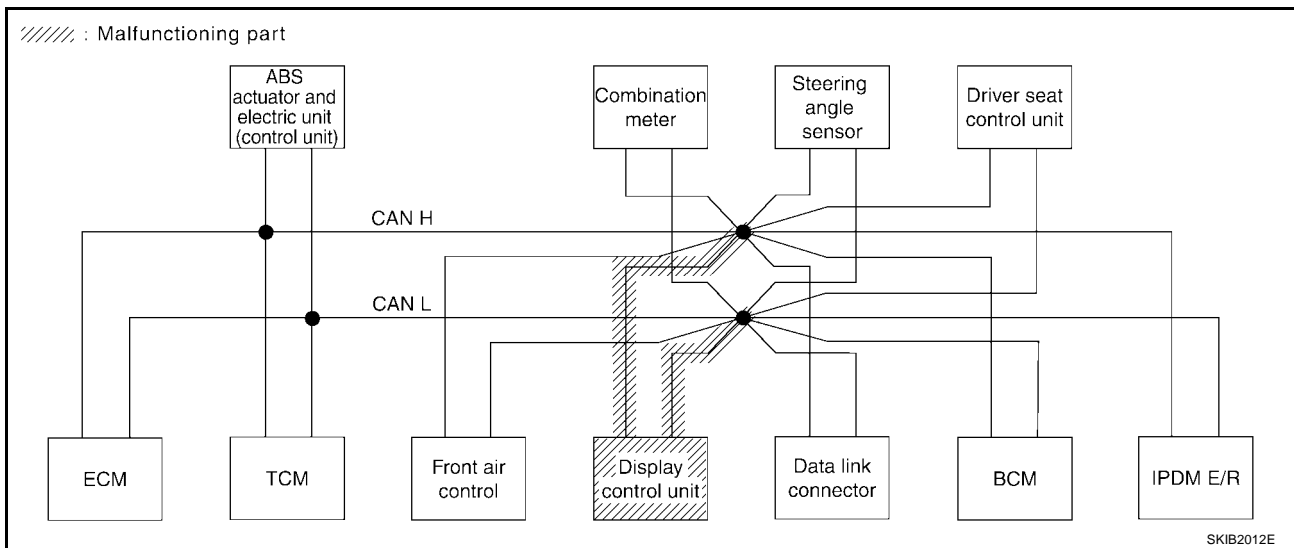 : Malfunctioning part
ABS
actuator and
electric unit
(control unit)
Combination
meter
Steering
angle
sensor
Driver seat
control unit
CAN H
CAN L
ECM
TCM
Front air
control
Display
control unit
Data link
connector
BCM
IPDM E/R
SKIB2012E